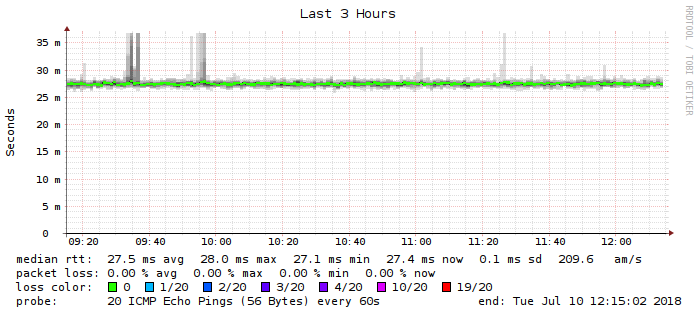 Last 3 Hours
RRDTOOL / TOBI OETIKER
Seconds
35 m
30 m
25 m
20 m
15 m
10 m
5 m
0
09:20 09:40 10:00 10:20 10:40 11:00 11:20 11:40 12:00
median rtt: 27.5 ms avg 28.0 ms max 27.1 ms min 27.4 ms now 0.1 ms sd 209.6 am/s
packet loss: 0.00 % avg 0.00 % max 0.00 % min 0.00 % now
loss color: 0 1/20 2/20 3/20 4/20 10/20 19/20
probe: 20 ICMP Echo Pings (56 Bytes) every 60s end: Tue Jul 10 12:15:02 2018